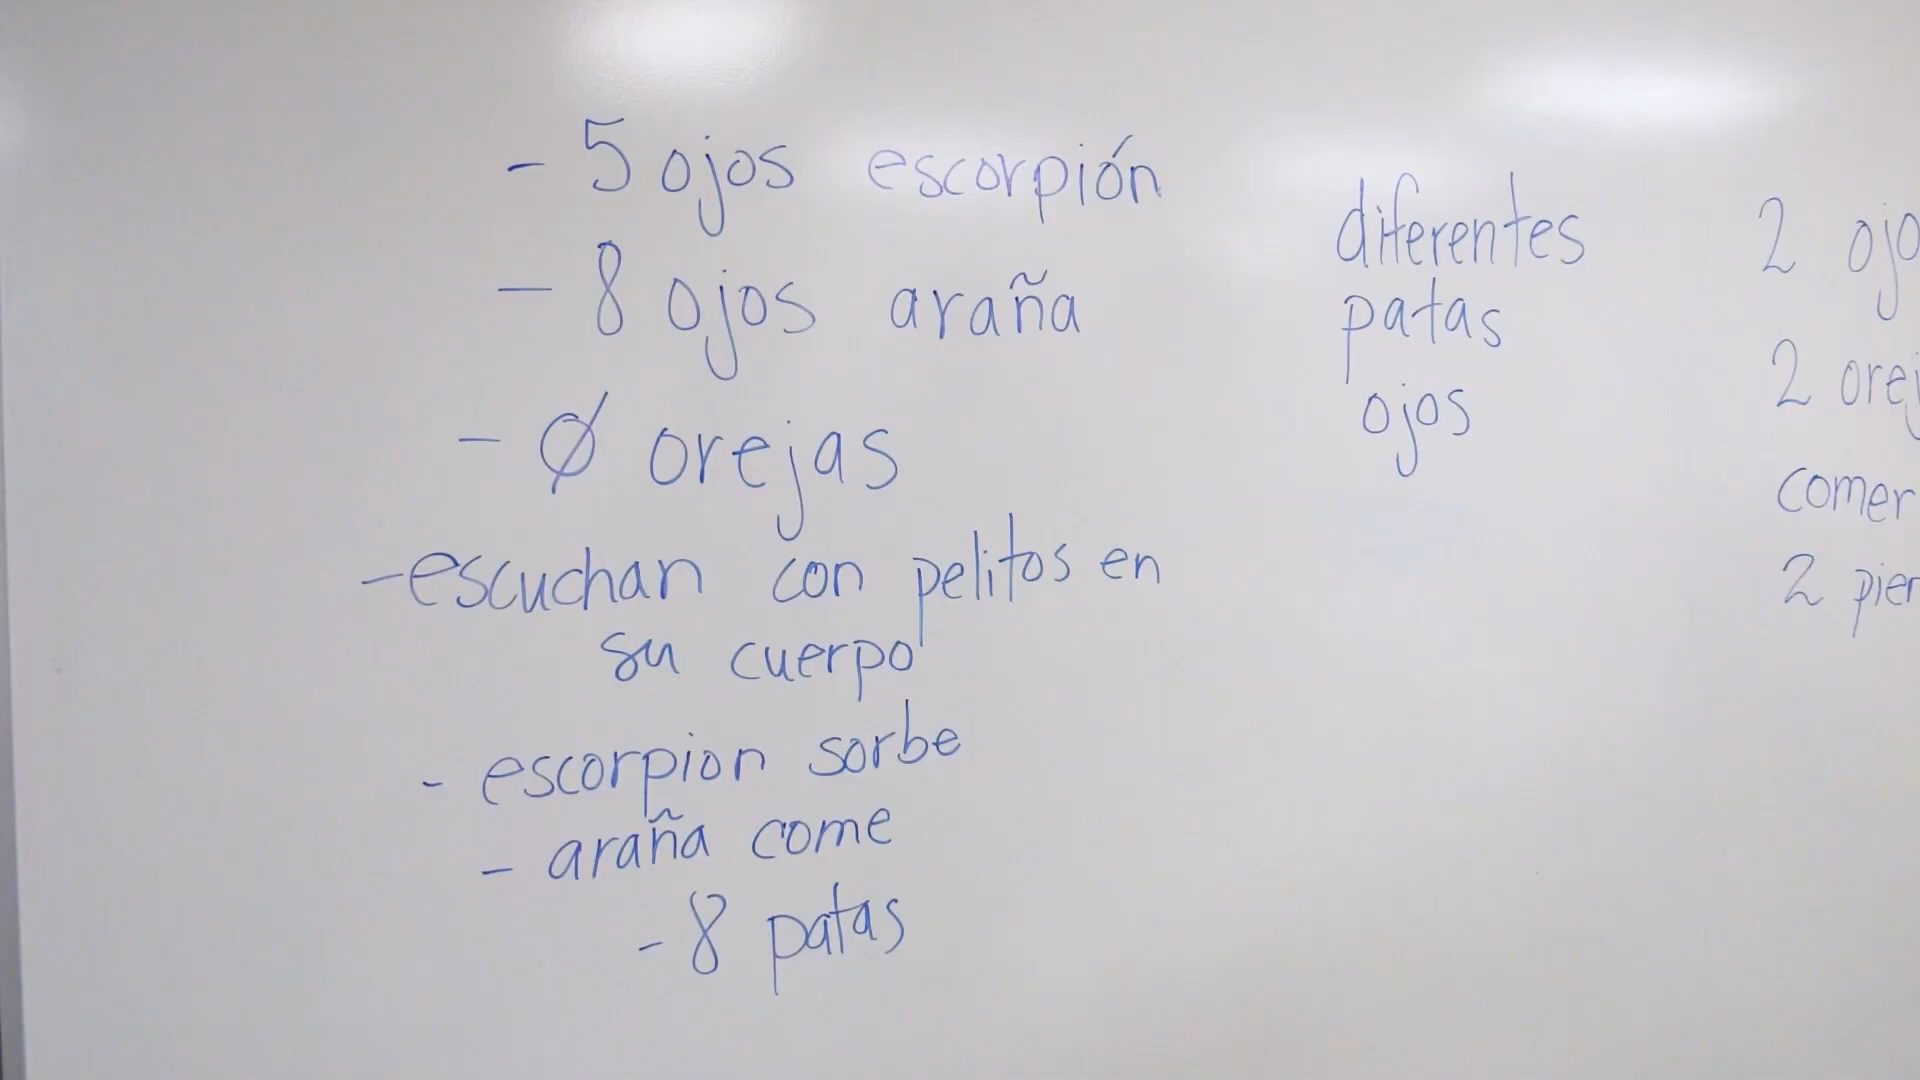 - 5 ojos escorpión
- 8 ojos araña
- Ø orejas
- escuchan con pelitos en
su cuerpo
- escorpion sorbe
- araña come
- 8 patas
diferentes
patas
ojos
2
2
comer
2